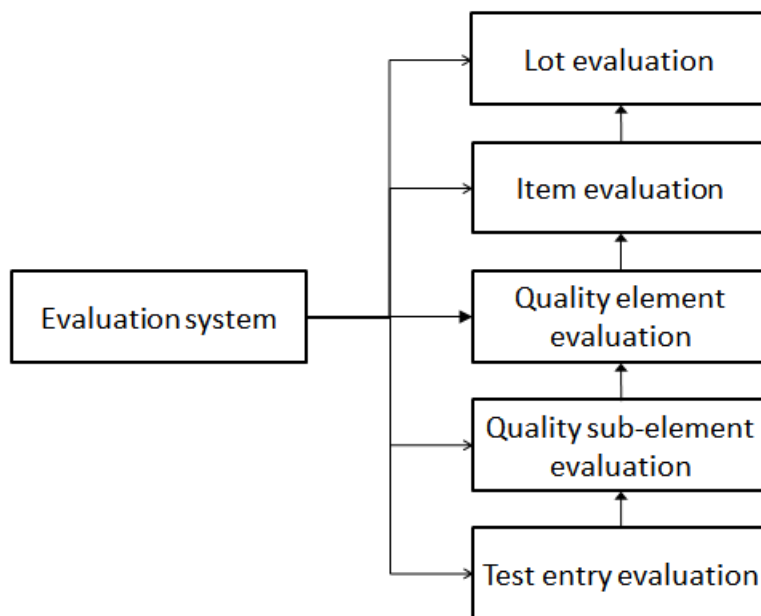 Lot evaluation
Item evaluation
Evaluation system
Quality element
evaluation
Quality sub-element
evaluation
Test entry evaluation